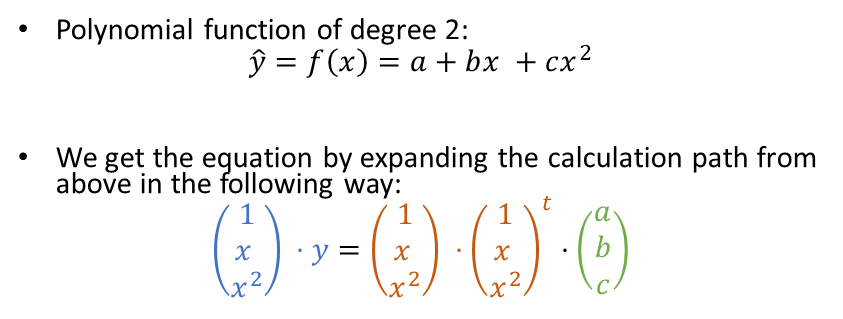 • Polynomial function of degree 2:
ŷ = f(x) = a + bx + cx²
• We get the equation by expanding the calculation path from
above in the following way:
(1 x x²) · y = (1 x x²) · (1 x x²)ᵗ · (a b c)